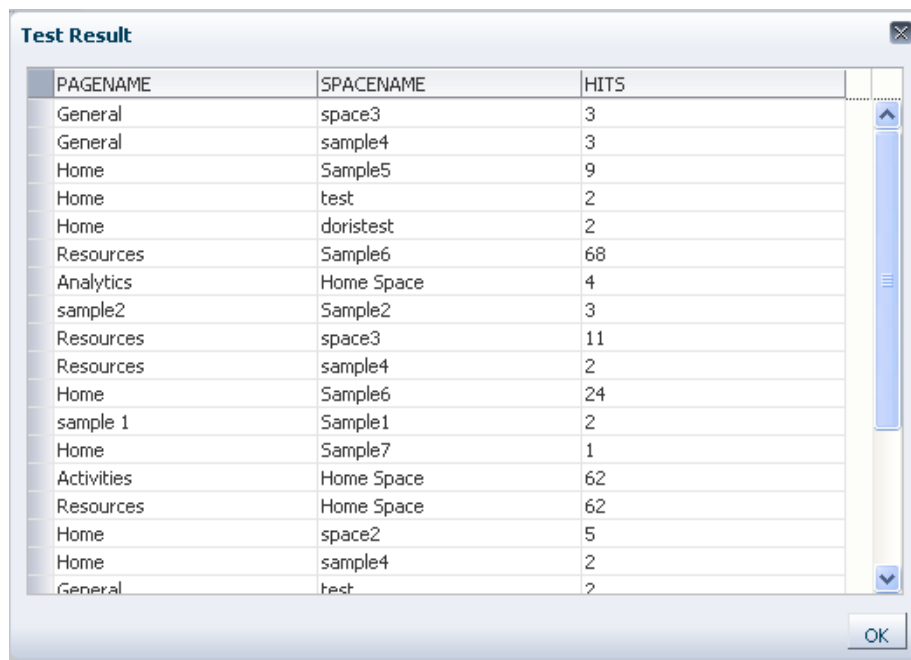 Test Result
PAGENAME SPACENAME HITS
General space3 3
General sample4 3
Home Sample5 9
Home test 2
Home doristest 2
Resources Sample6 68
Analytics Home Space 4
sample2 Sample2 3
Resources space3 11
Resources sample4 2
Home Sample6 24
sample 1 Sample1 2
Home Sample7 1
Activities Home Space 62
Resources Home Space 62
Home space2 5
Home sample4 2
General test 2
OK